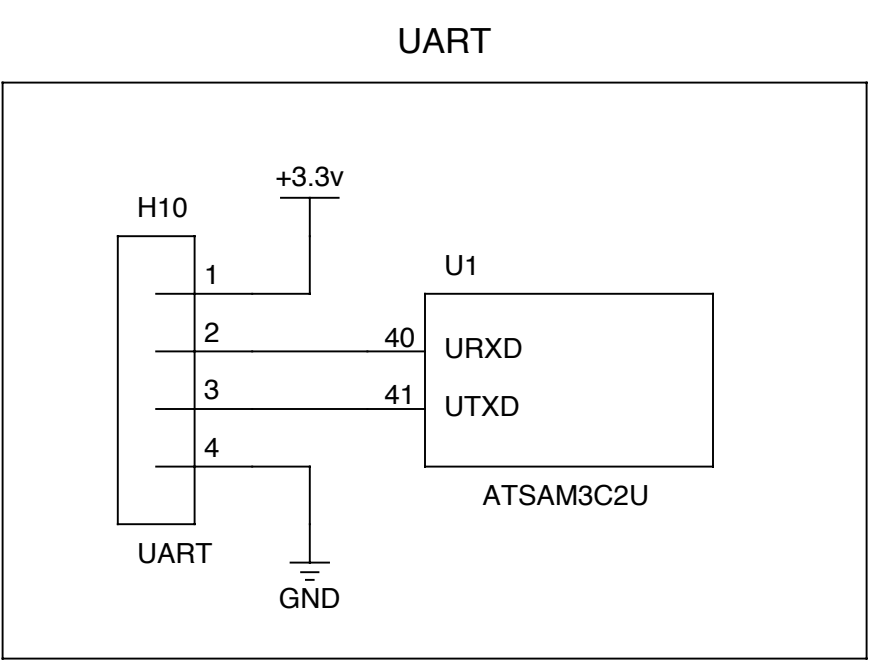 UART
+3.3v
H10
1
U1
2
40
URXD
3
41
UTXD
4
ATSAM3C2U
UART
GND